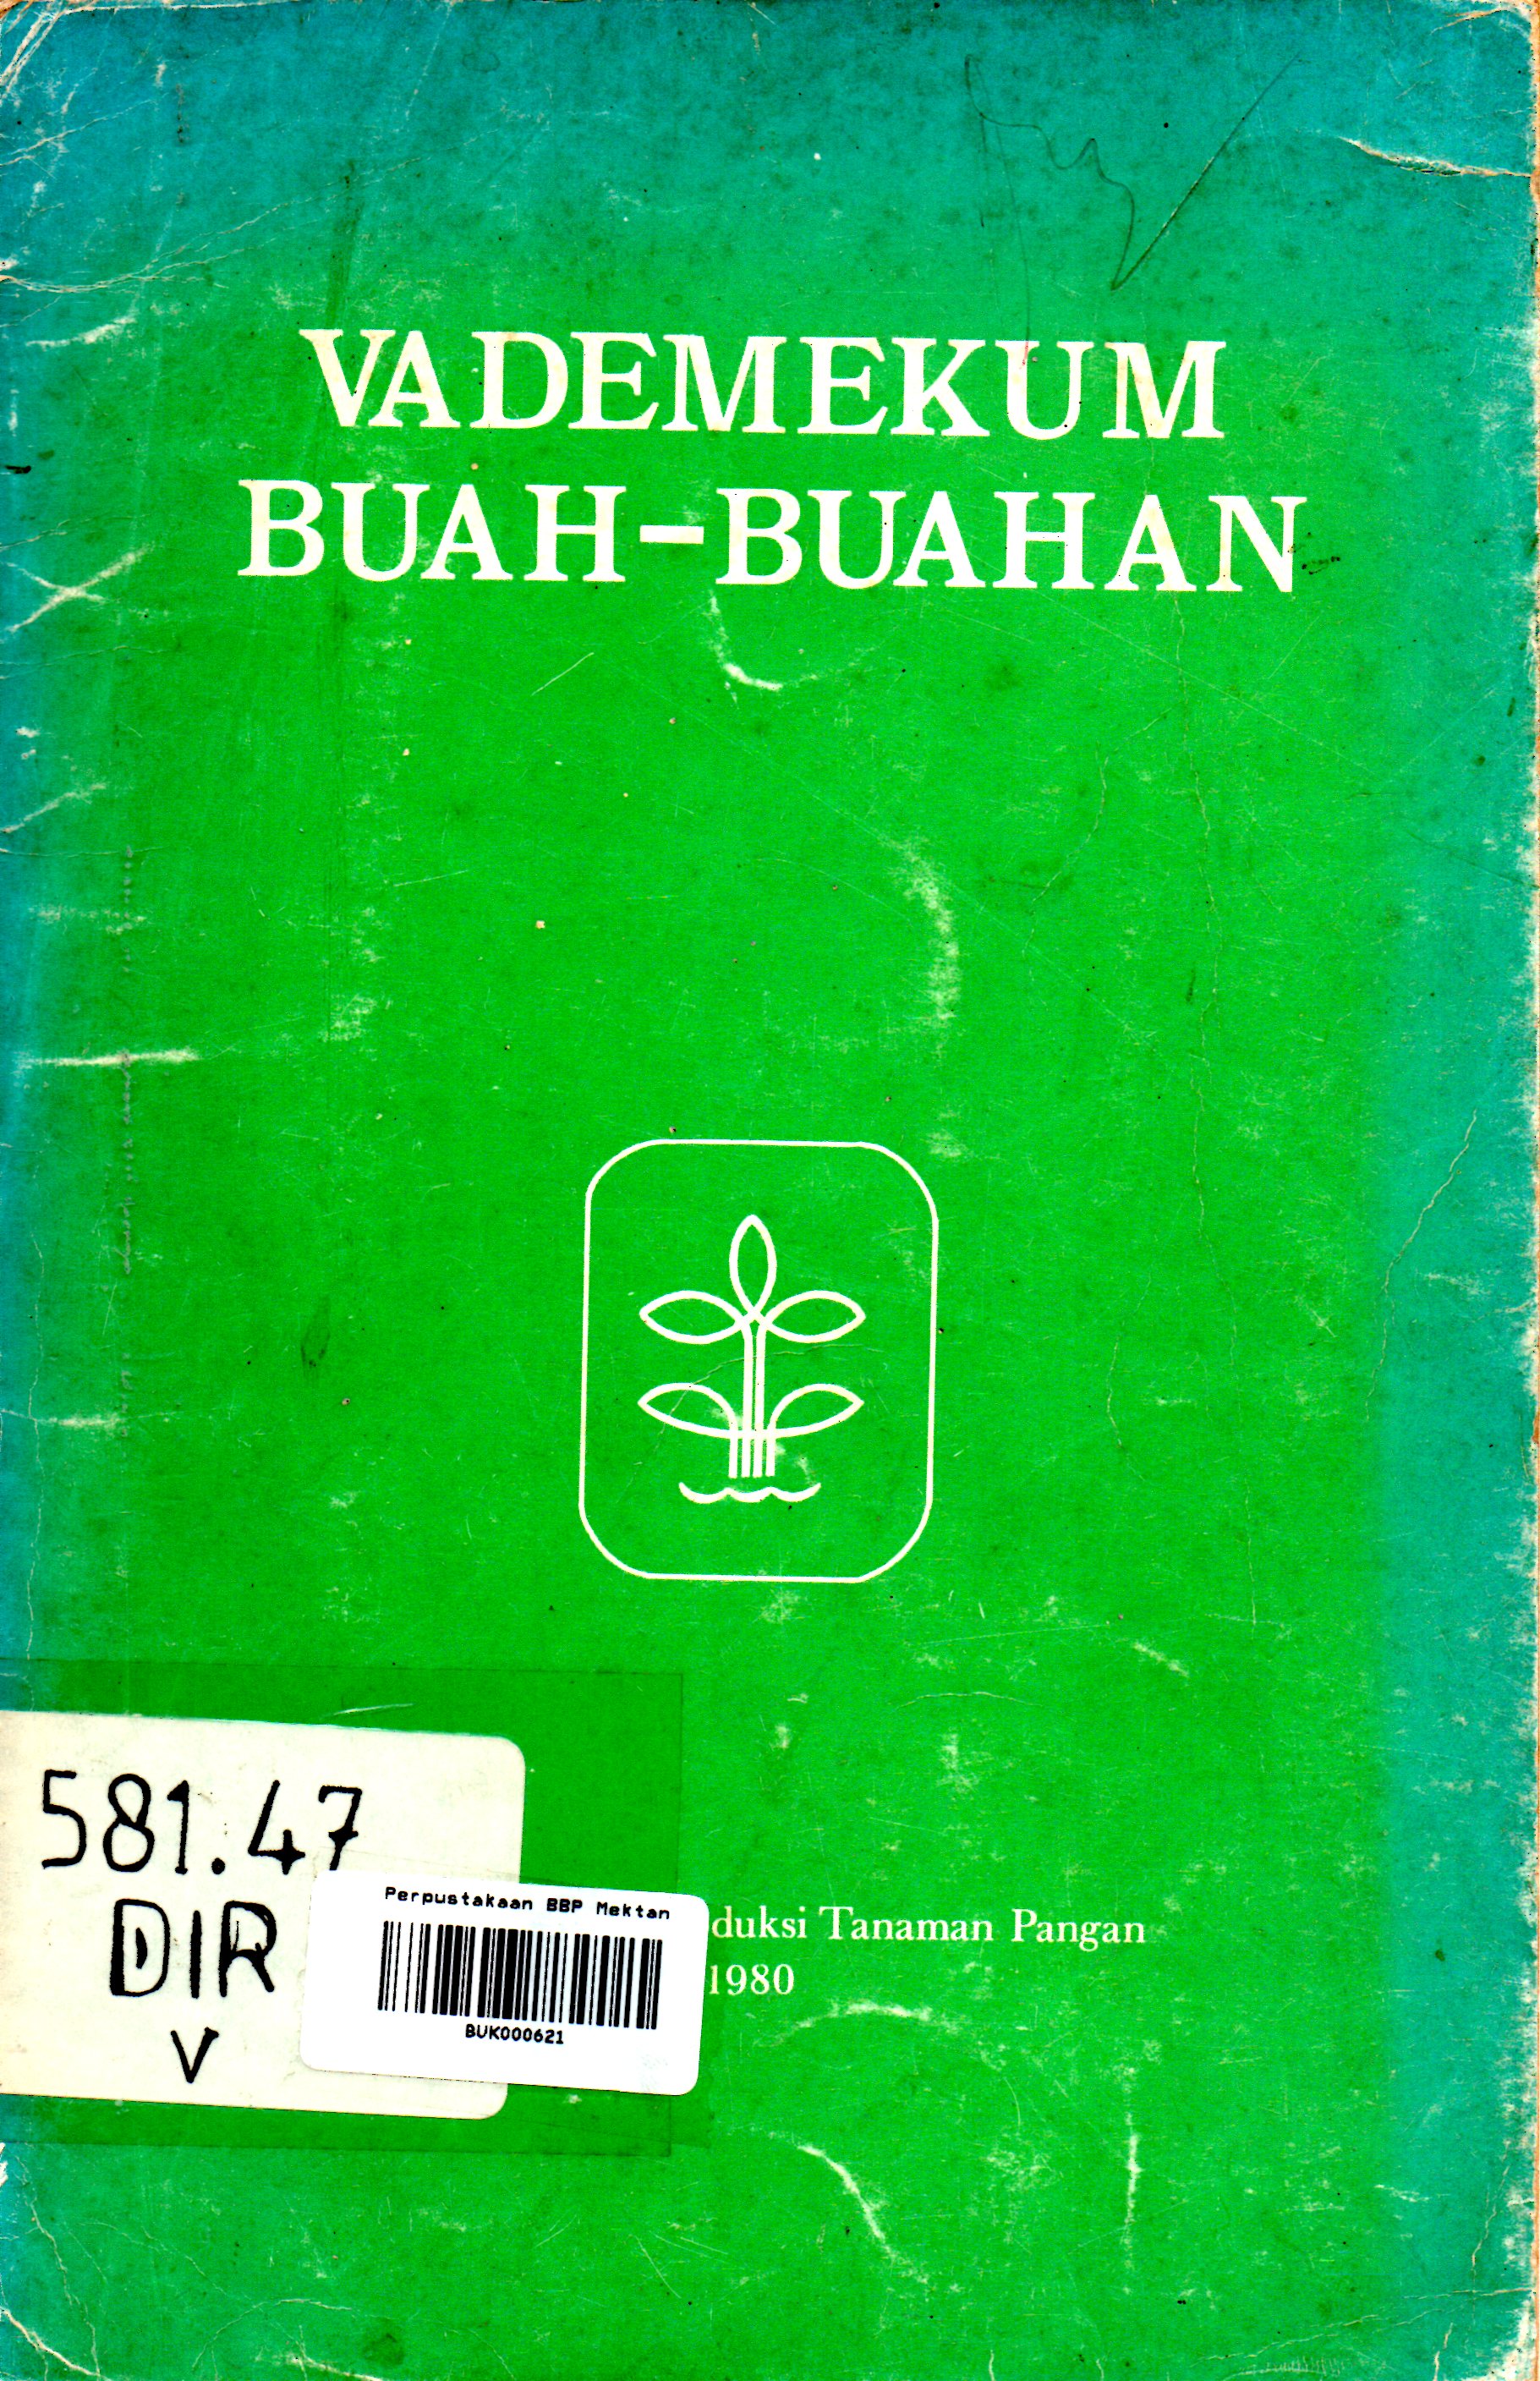 VADEMEKUM
BUAH-BUAHAN
581.47
DIR
V
Perpustakaan BBP Mektan
BUK000621
duksi Tanaman Pangan
1980